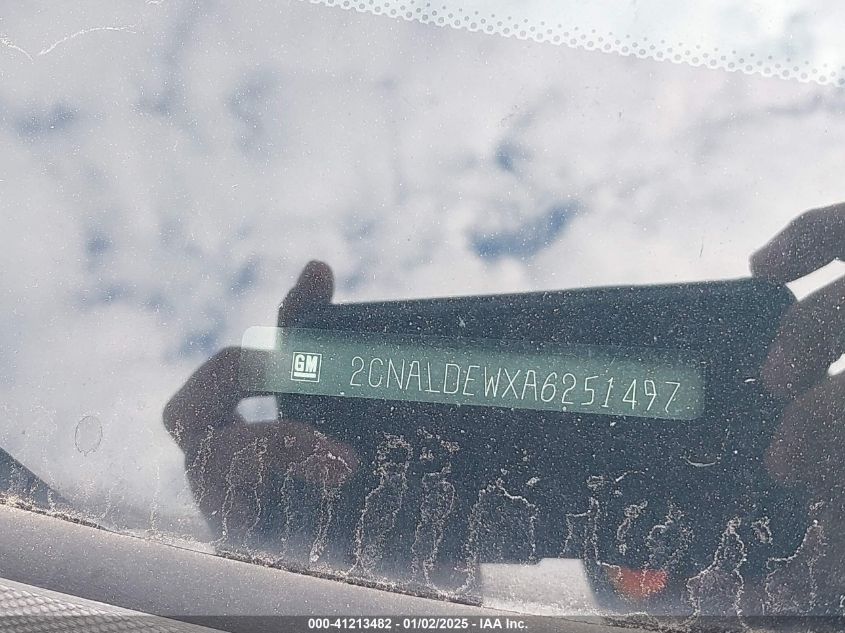 GM 2CNALDEWXA6251497
000-41213482 - 01/02/2025 - IAA Inc.